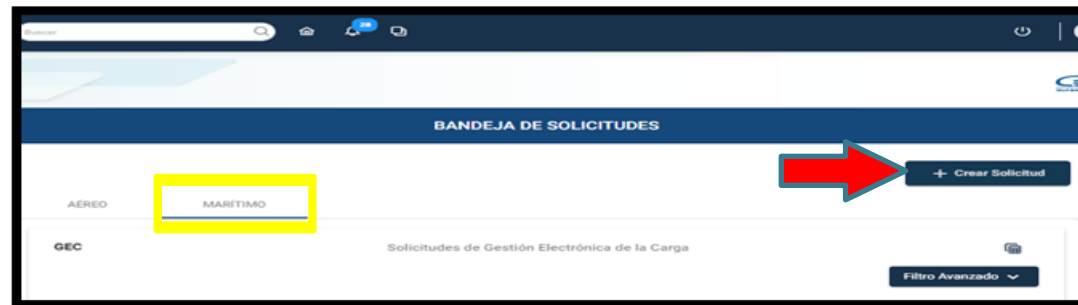 Buscar
28
BANDEJA DE SOLICITUDES
+ Crear Solicitud
AÉREO MARÍTIMO
GEC Solicitudes de Gestión Electrónica de la Carga
Filtro Avanzado